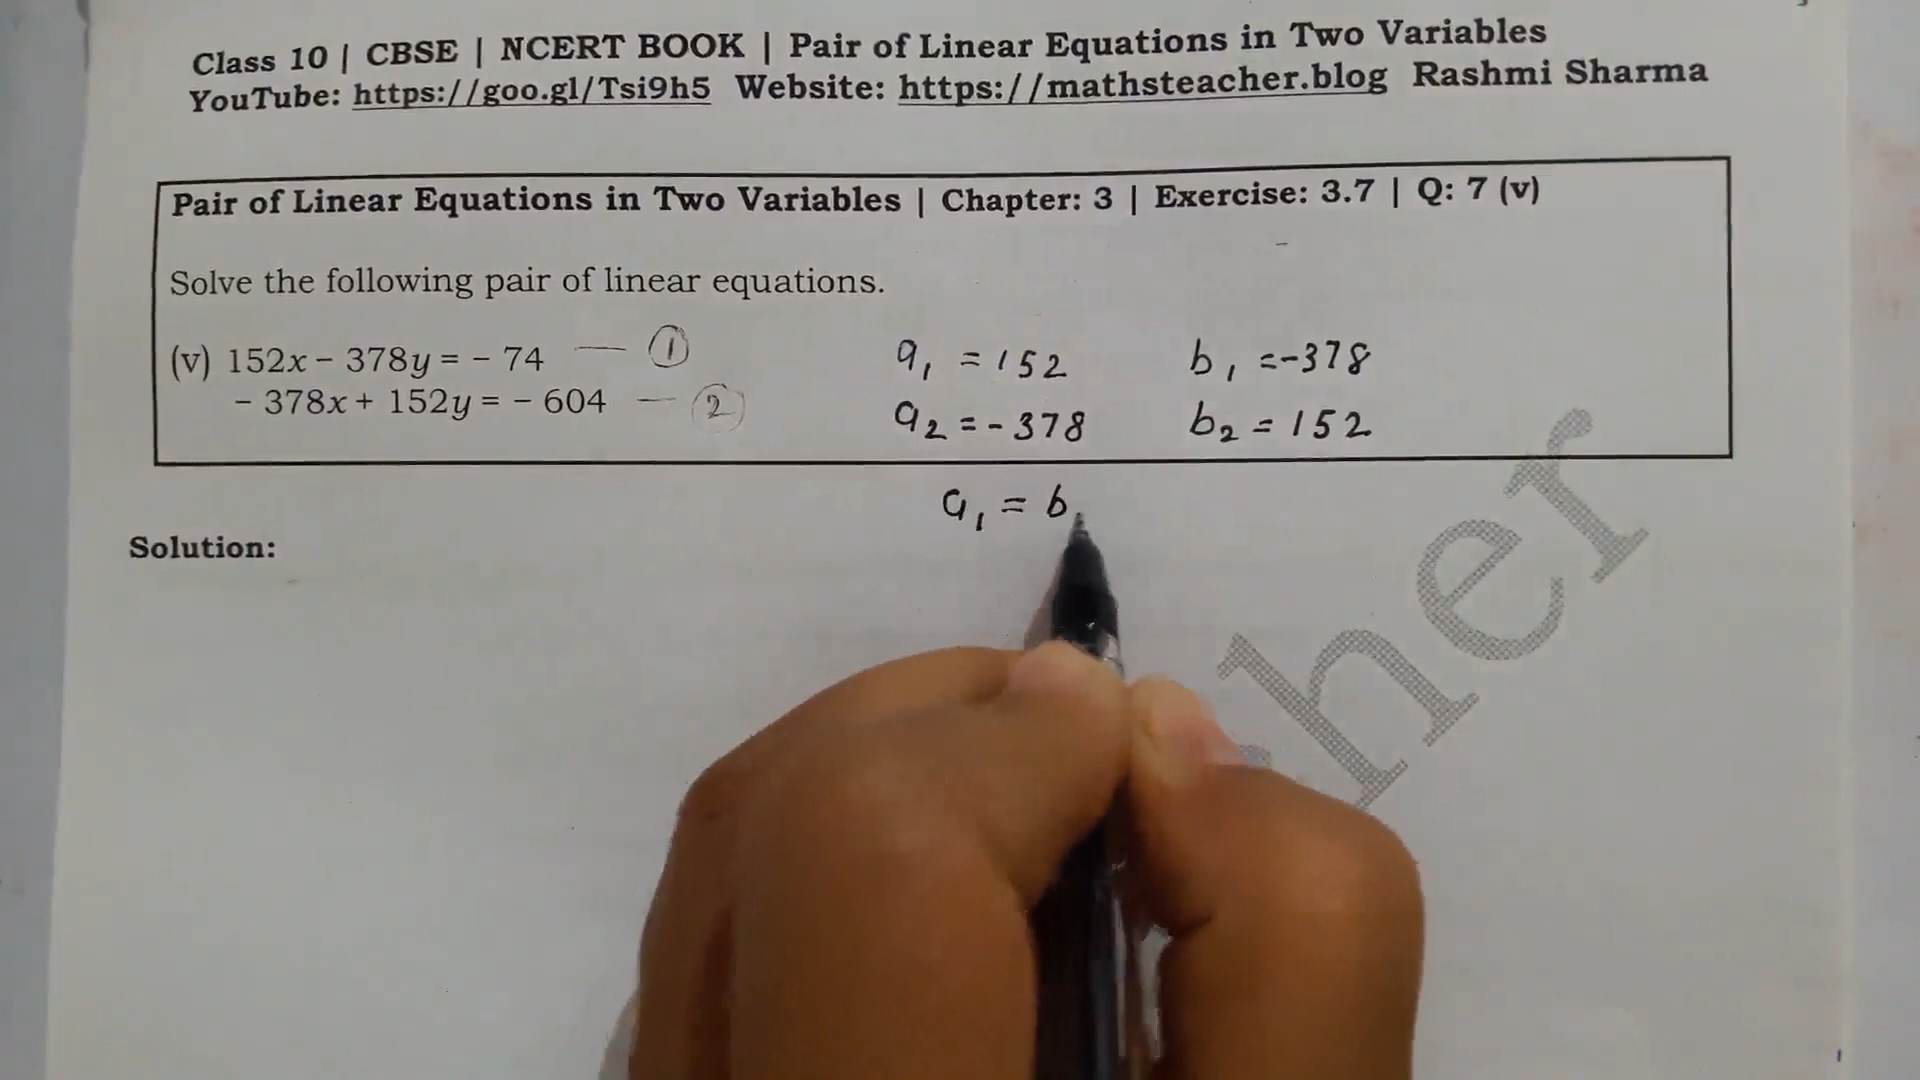 Class 10 | CBSE | NCERT BOOK | Pair of Linear Equations in Two Variables
YouTube: https://goo.gl/Tsi9h5 Website: https://mathsteacher.blog Rashmi Sharma
Pair of Linear Equations in Two Variables | Chapter: 3 | Exercise: 3.7 | Q: 7 (v)
Solve the following pair of linear equations.
(v) 152x – 378y = – 74 — ①
– 378x + 152y = – 604 — ②
a₁ = 152 b₁ = -378
a₂ = - 378 b₂ = 152
a₁ = b
Solution: